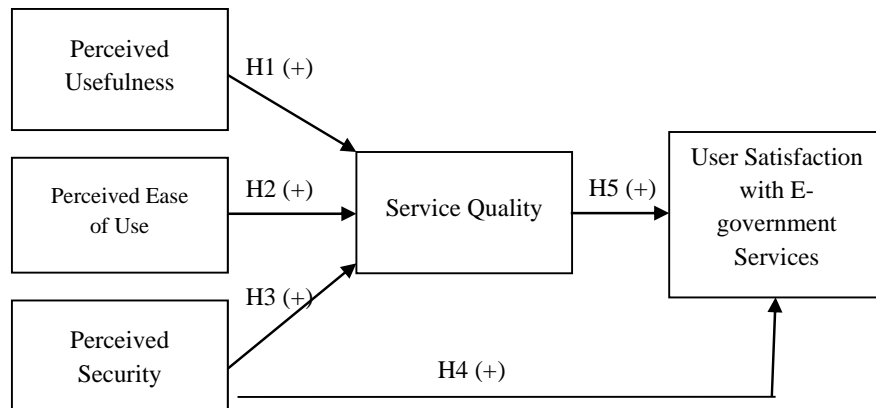 Perceived
Usefulness
H1 (+)
Perceived Ease
of Use
H2 (+)
Service Quality
H5 (+)
User Satisfaction
with E-
government
Services
H3 (+)
Perceived
Security
H4 (+)